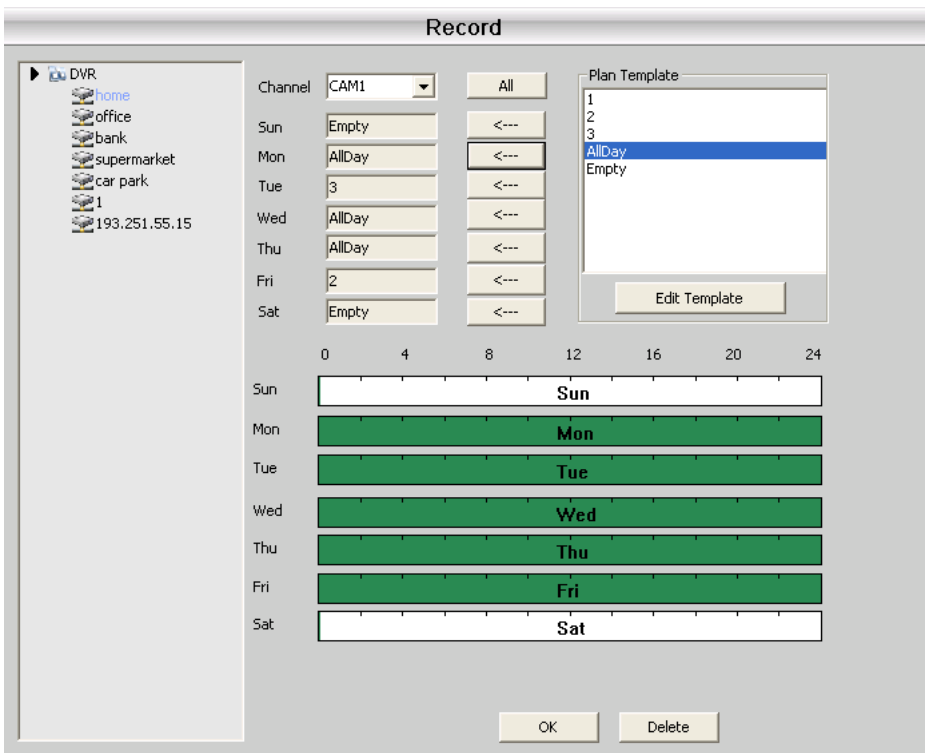 Record
DVR
home
office
bank
supermarket
car park
1
193.251.55.15
Channel CAM1 All
Sun Empty <---
Mon AllDay <---
Tue 3 <---
Wed AllDay <---
Thu AllDay <---
Fri 2 <---
Sat Empty <---
Plan Template
1
2
3
AllDay
Empty
Edit Template
0 4 8 12 16 20 24
Sun Sun
Mon Mon
Tue Tue
Wed Wed
Thu Thu
Fri Fri
Sat Sat
OK Delete